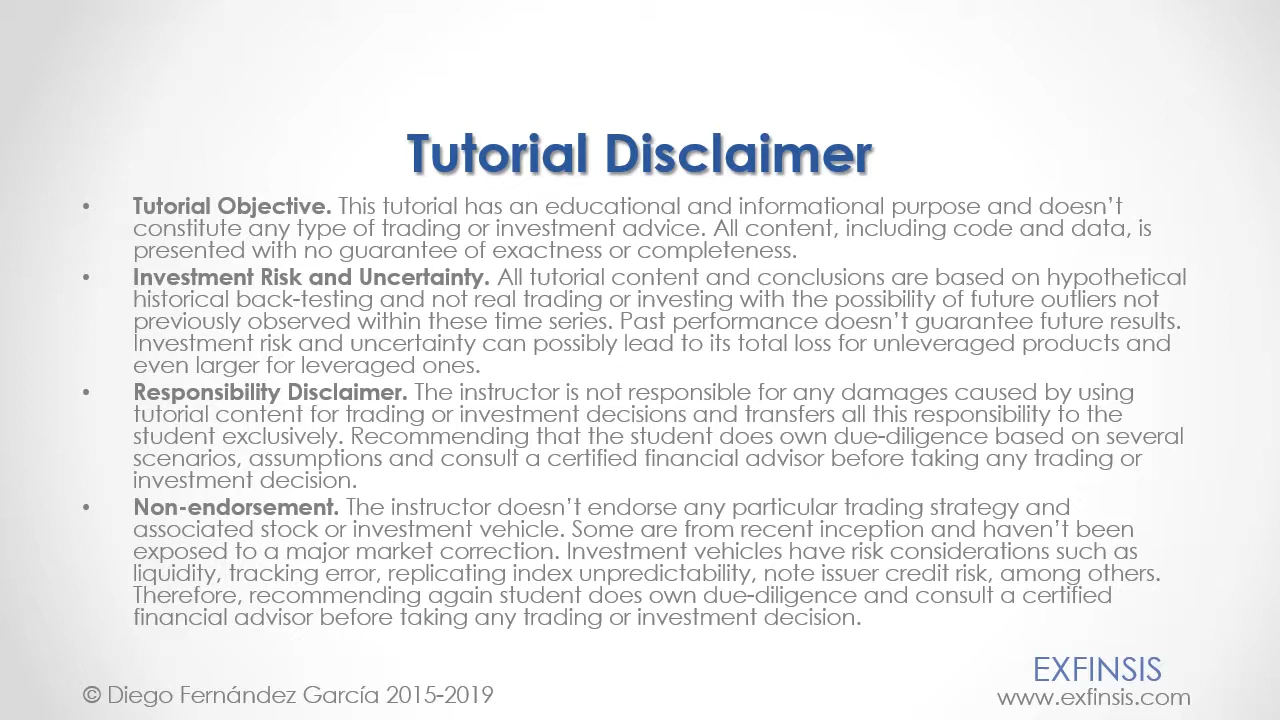 Tutorial Disclaimer
• Tutorial Objective. This tutorial has an educational and informational purpose and doesn’t
constitute any type of trading or investment advice. All content, including code and data, is
presented with no guarantee of exactness or completeness.
• Investment Risk and Uncertainty. All tutorial content and conclusions are based on hypothetical
historical back-testing and not real trading or investing with the possibility of future outliers not
previously observed within these time series. Past performance doesn’t guarantee future results.
Investment risk and uncertainty can possibly lead to its total loss for unleveraged products and
even larger for leveraged ones.
• Responsibility Disclaimer. The instructor is not responsible for any damages caused by using
tutorial content for trading or investment decisions and transfers all this responsibility to the
student exclusively. Recommending that the student does own due-diligence based on several
scenarios, assumptions and consult a certified financial advisor before taking any trading or
investment decision.
• Non-endorsement. The instructor doesn’t endorse any particular trading strategy and
associated stock or investment vehicle. Some are from recent inception and haven’t been
exposed to a major market correction. Investment vehicles have risk considerations such as
liquidity, tracking error, replicating index unpredictability, note issuer credit risk, among others.
Therefore, recommending again student does own due-diligence and consult a certified
financial advisor before taking any trading or investment decision.
EXFINSIS
© Diego Fernández García 2015-2019
www.exfinsis.com